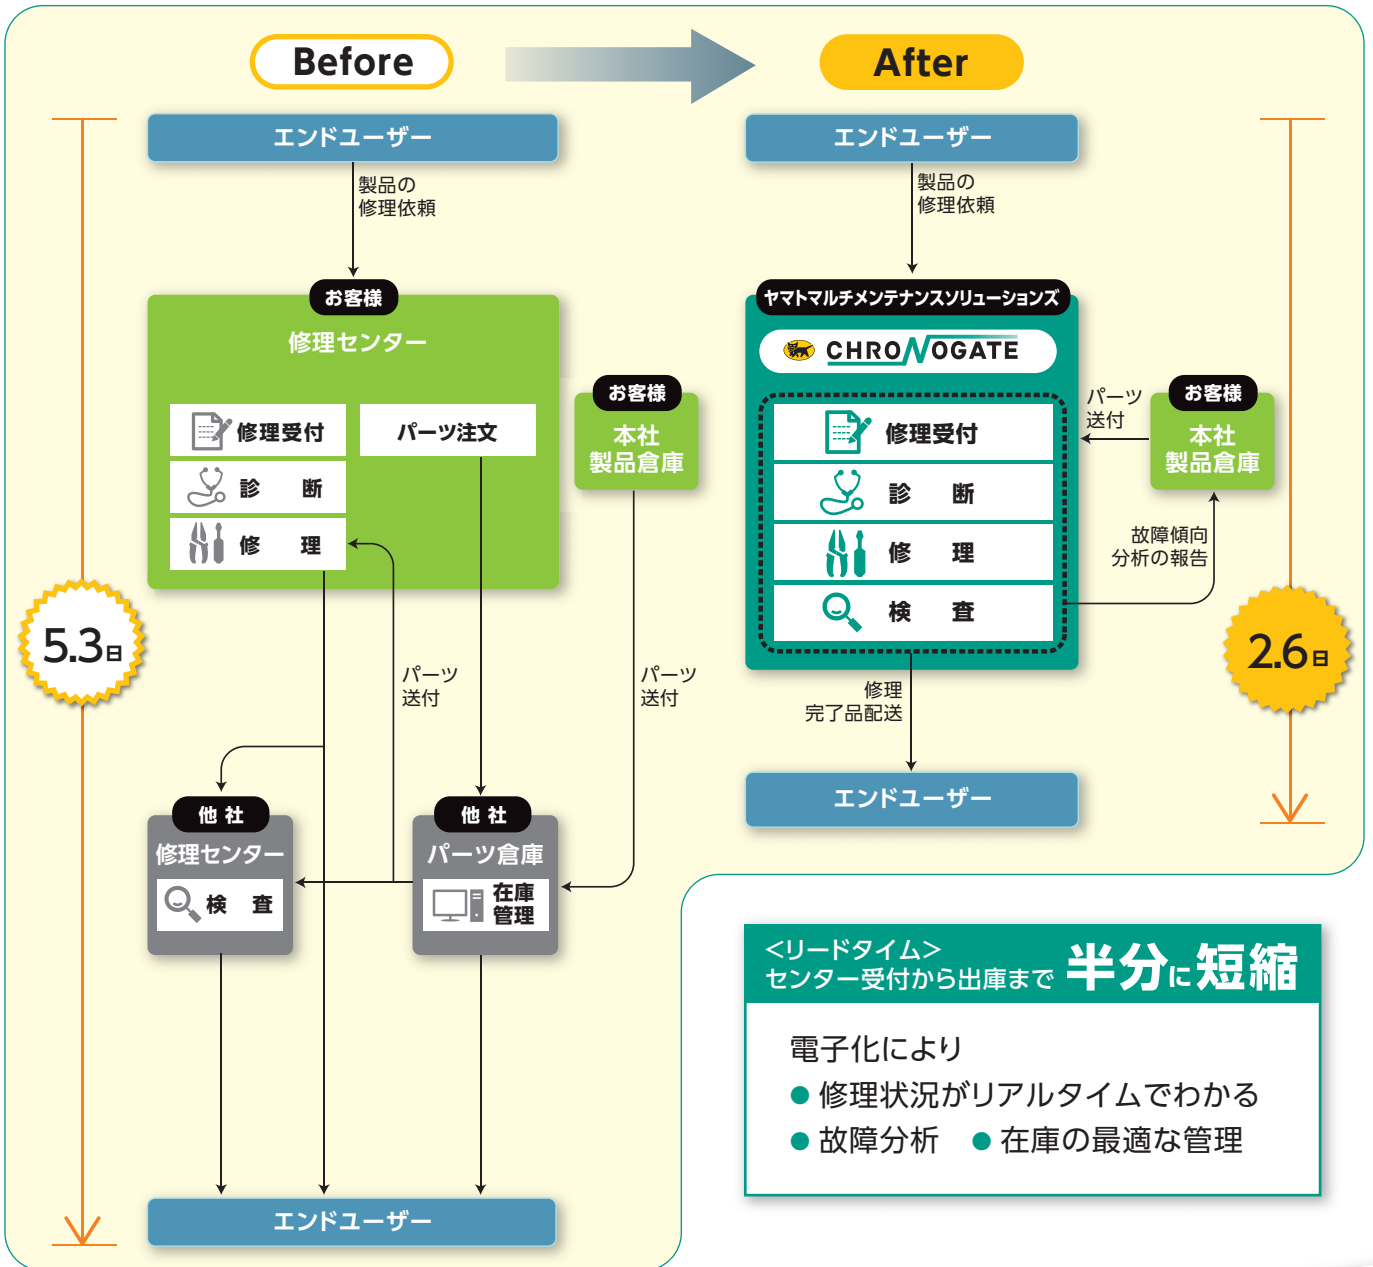 Before
エンドユーザー
製品の
修理依頼
お客様
修理センター
修理受付
パーツ注文
診 断
修 理
お客様
本社
製品倉庫
5.3日
パーツ
送付
パーツ
送付
他 社
修理センター
検 査
他 社
パーツ倉庫
在庫
管理
エンドユーザー
After
エンドユーザー
製品の
修理依頼
ヤマトマルチメンテナンスソリューションズ
CHRONOGATE
修理受付
診 断
修 理
検 査
パーツ
送付
お客様
本社
製品倉庫
故障傾向
分析の報告
2.6日
修理
完了品配送
エンドユーザー
<リードタイム>
センター受付から出庫まで 半分に短縮
電子化により
● 修理状況がリアルタイムでわかる
● 故障分析 ● 在庫の最適な管理